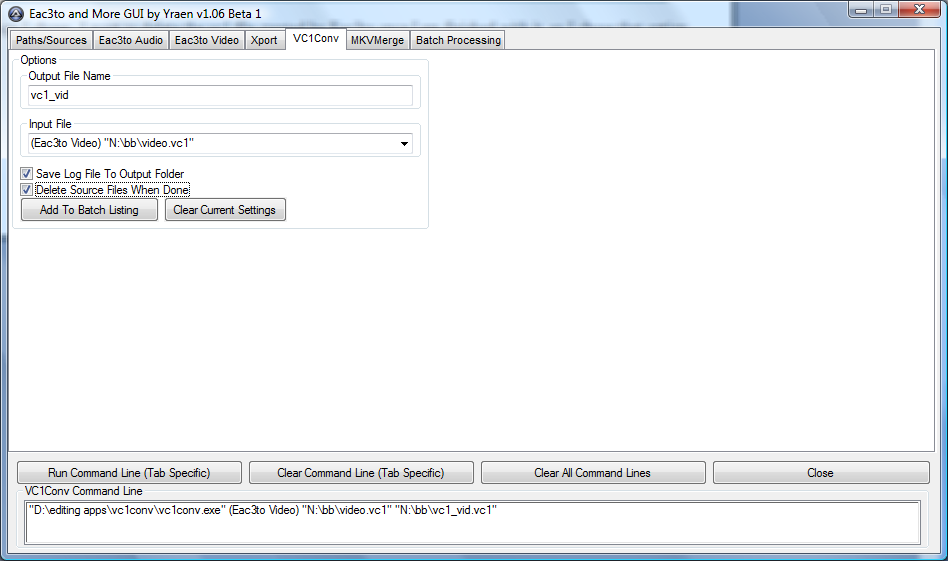 Eac3to and More GUI by Yraen v1.06 Beta 1
Paths/Sources Eac3to Audio Eac3to Video Xport VC1Conv MKVMerge Batch Processing
Options
Output File Name
vc1_vid
Input File
(Eac3to Video) "N:\bb\video.vc1"
Save Log File To Output Folder
Delete Source Files When Done
Add To Batch Listing Clear Current Settings
Run Command Line (Tab Specific) Clear Command Line (Tab Specific) Clear All Command Lines Close
VC1Conv Command Line
"D:\editing apps\vc1conv\vc1conv.exe" (Eac3to Video) "N:\bb\video.vc1" "N:\bb\vc1_vid.vc1"